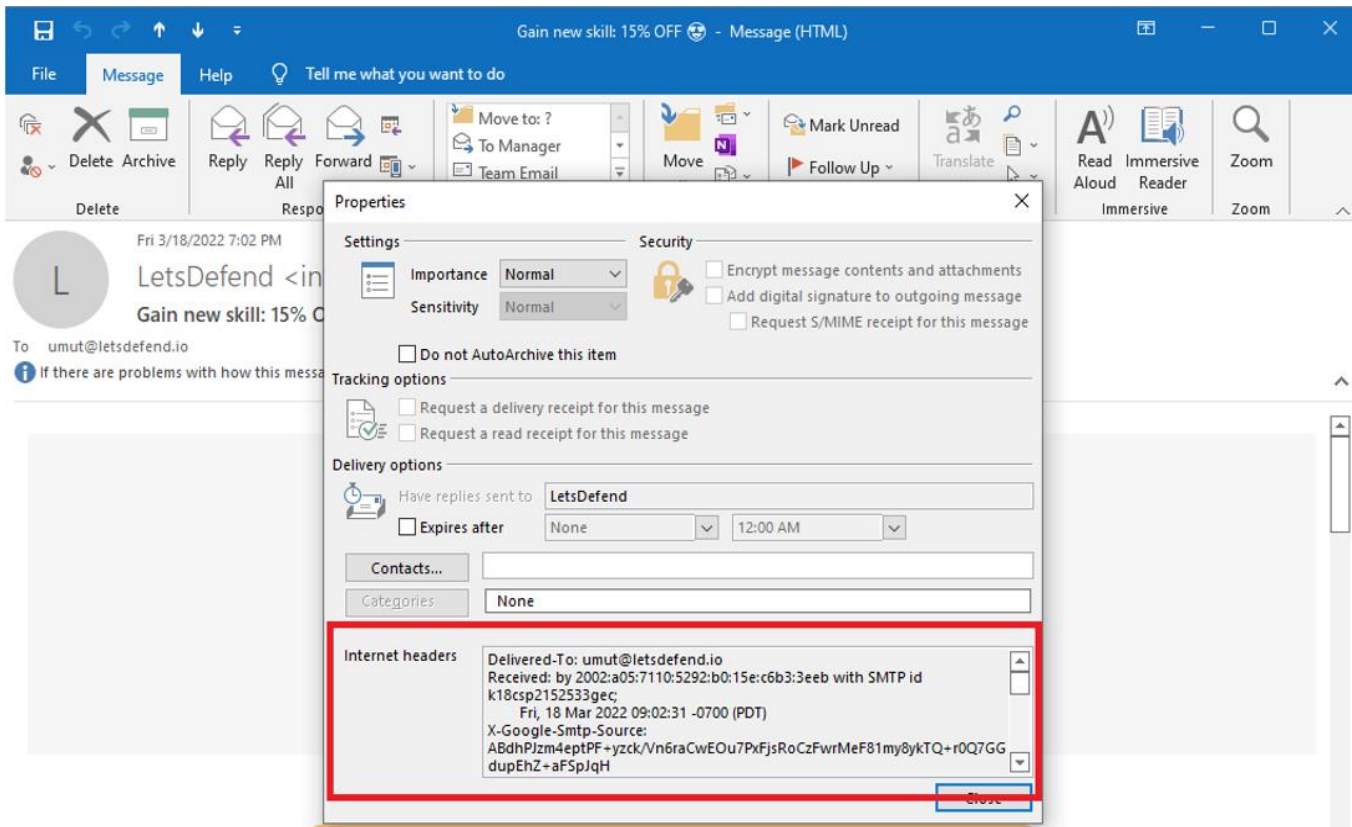 Gain new skill: 15% OFF 🤩 - Message (HTML)
File Message Help Tell me what you want to do
Delete Archive
Reply Reply All Forward
Move to: ?
To Manager
Team Email
Move
Mark Unread
Follow Up
Translate
Read Aloud Immersive Reader
Zoom
Delete Respo Immersive Zoom
Fri 3/18/2022 7:02 PM
L
LetsDefend <in
Gain new skill: 15% O
To umut@letsdefend.io
If there are problems with how this messa
Properties
Settings
Importance Normal
Sensitivity Normal
Security
Encrypt message contents and attachments
Add digital signature to outgoing message
Request S/MIME receipt for this message
Do not AutoArchive this item
Tracking options
Request a delivery receipt for this message
Request a read receipt for this message
Delivery options
Have replies sent to LetsDefend
Expires after None 12:00 AM
Contacts...
Categories None
Internet headers
Delivered-To: umut@letsdefend.io
Received: by 2002:a05:7110:5292:b0:15e:c6b3:3eeb with SMTP id
k18csp2152533gec;
Fri, 18 Mar 2022 09:02:31 -0700 (PDT)
X-Google-Smtp-Source:
ABdhPJzm4eptPF+yzck/Vn6raCwEOu7PxFjsRoCzFwrMeF81my8ykTQ+r0Q7GG
dupEhZ+aFSpJqH
Close